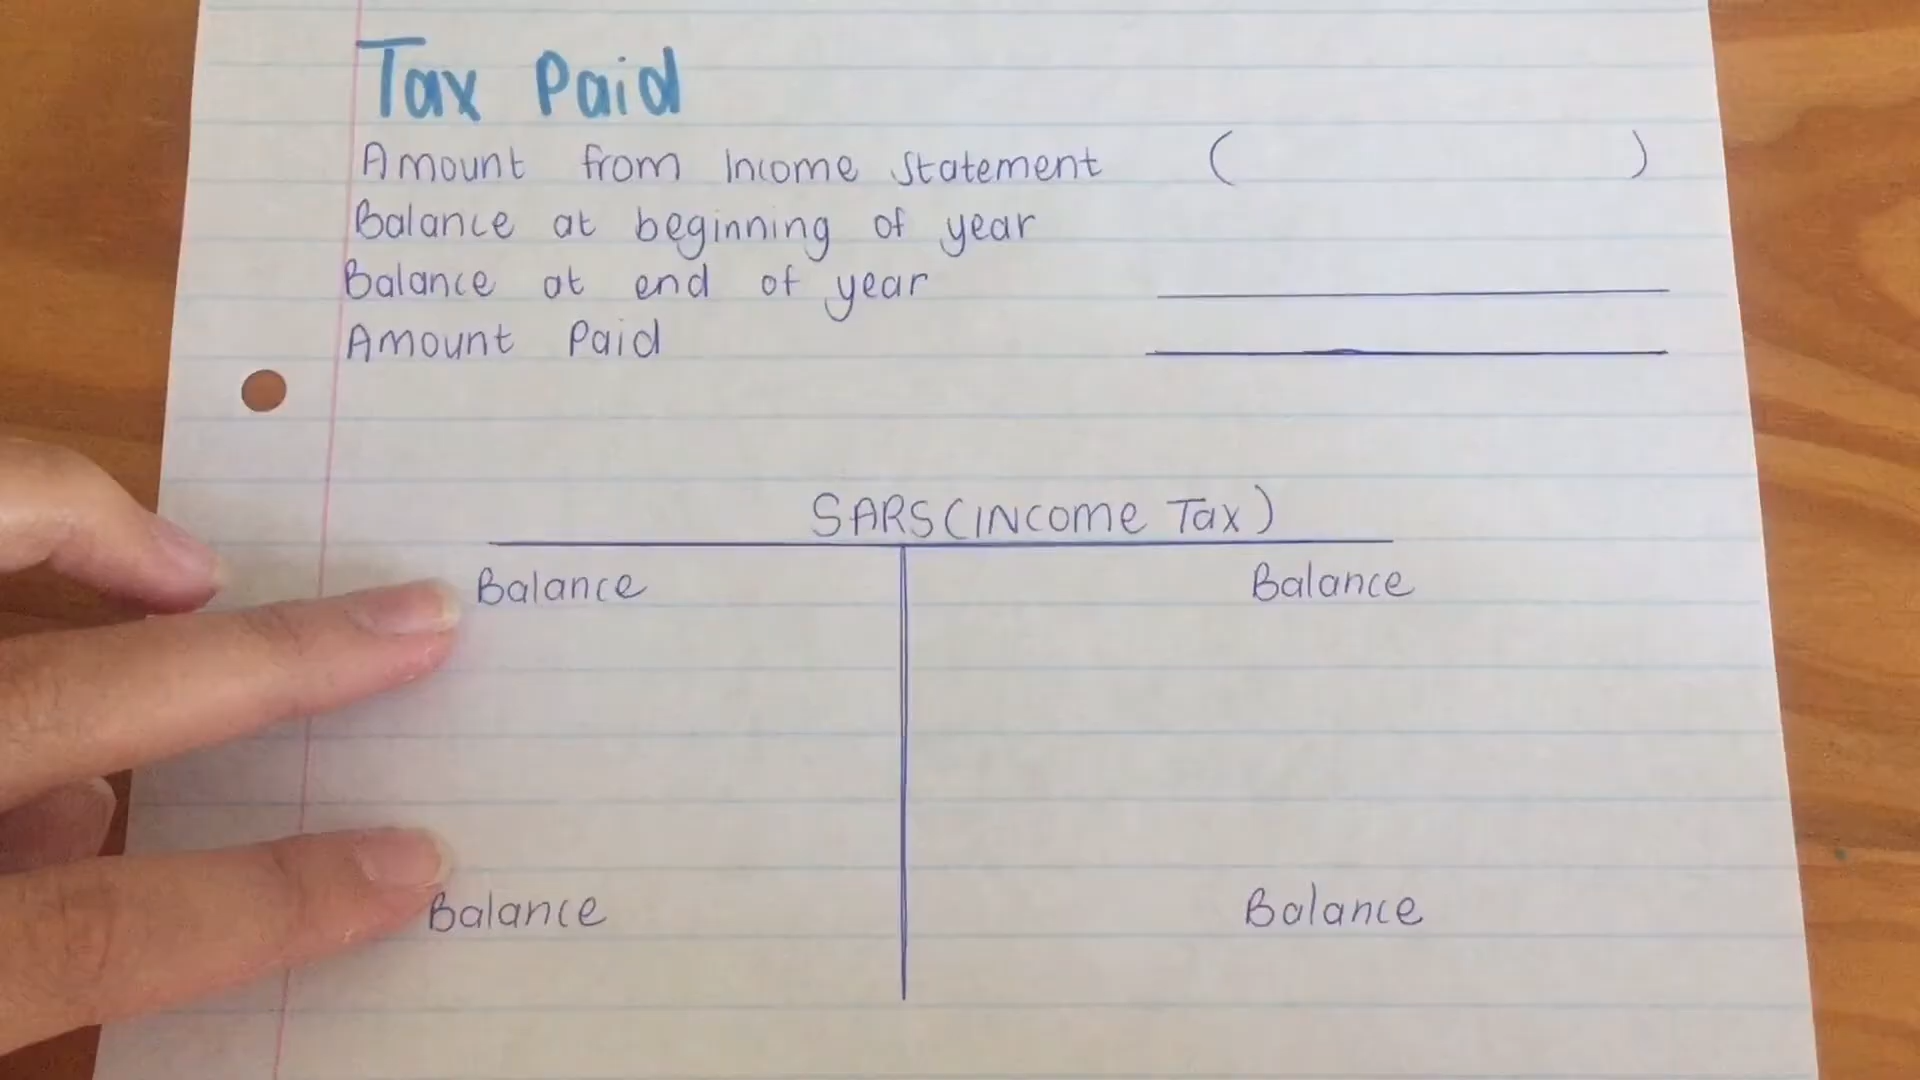 Tax Paid
Amount from Income Statement ( )
Balance at beginning of year
Balance at end of year
Amount Paid
SARS (Income Tax)
Balance Balance
Balance Balance